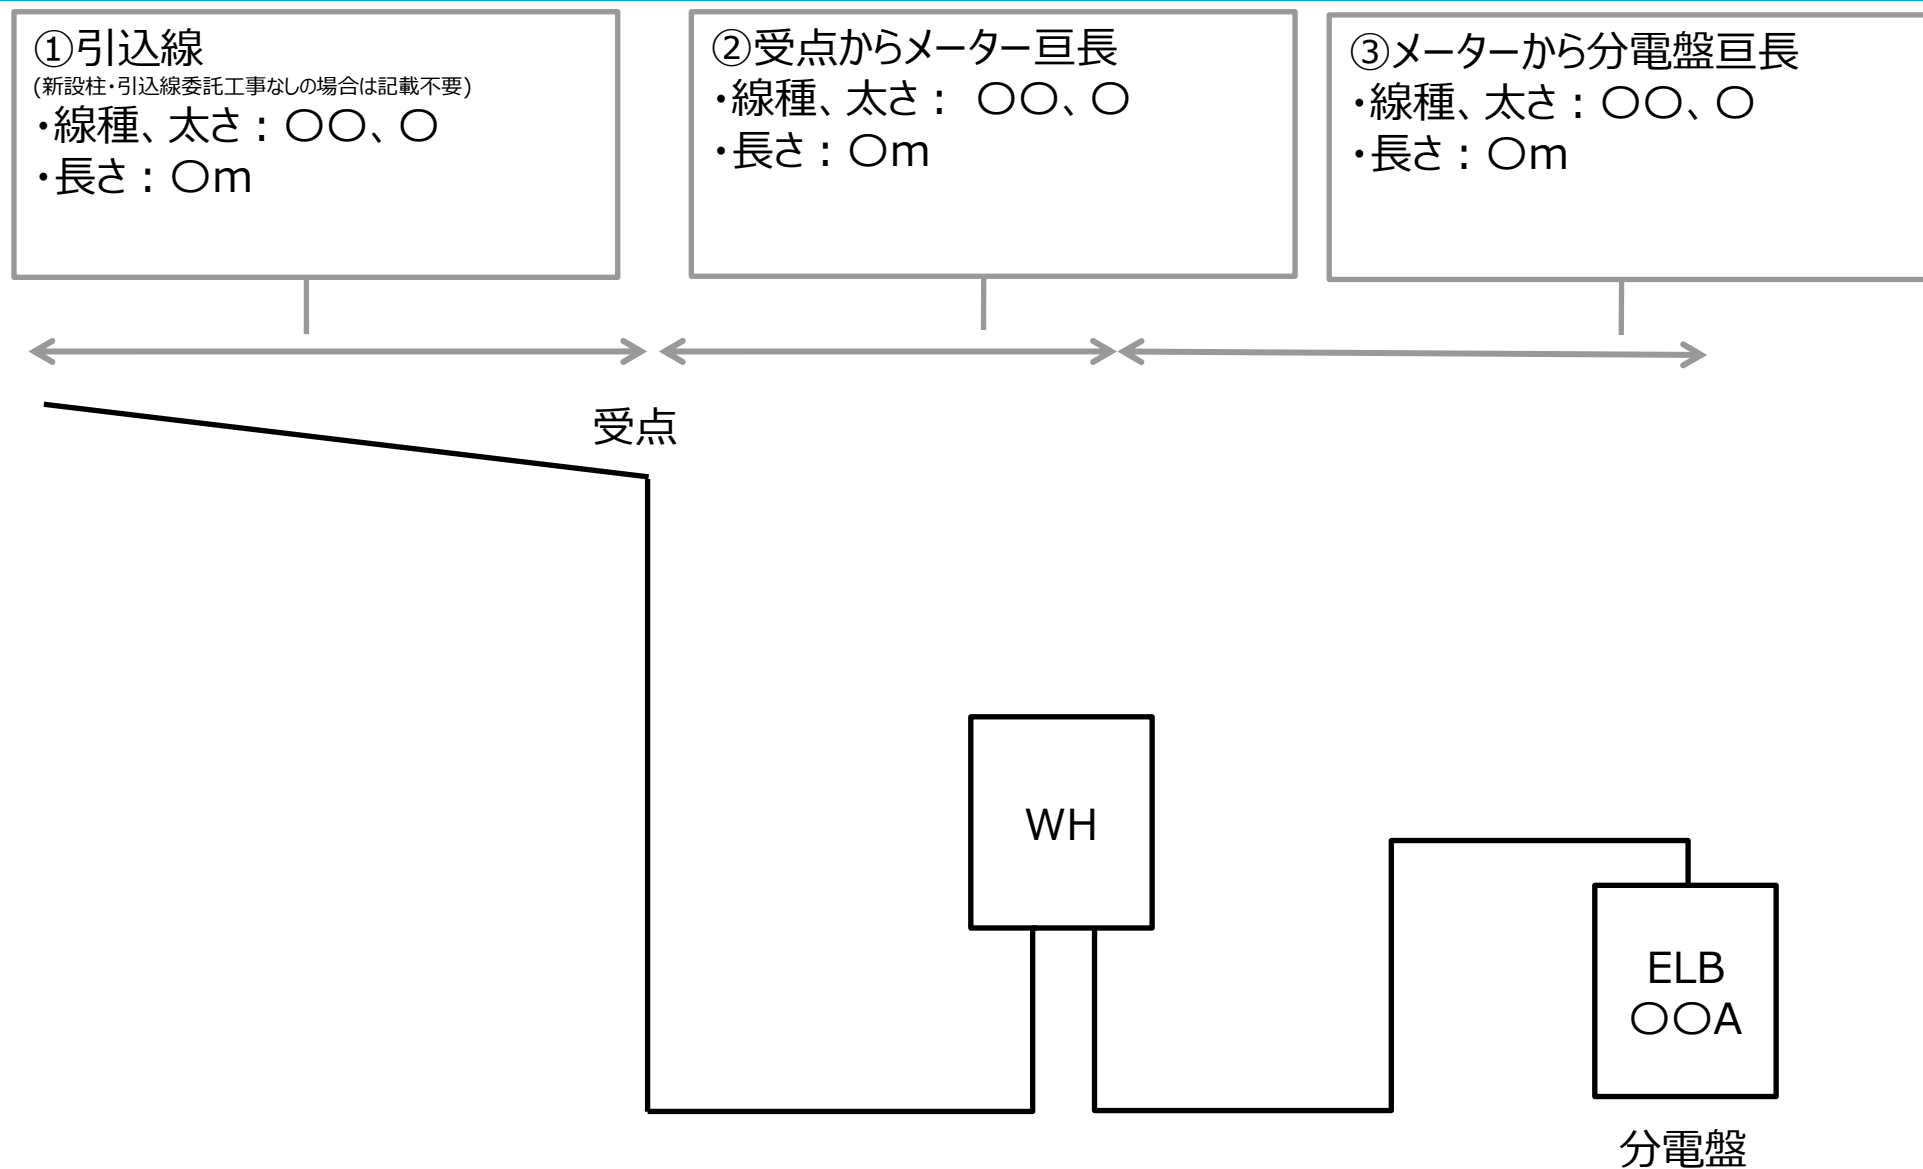 ①引込線
(新設柱・引込線委託工事なしの場合は記載不要)
・線種、太さ：〇〇、〇
・長さ：〇m
②受点からメーター亘長
・線種、太さ： 〇〇、〇
・長さ：〇m
③メーターから分電盤亘長
・線種、太さ：〇〇、〇
・長さ：〇m
受点
WH
ELB
〇〇A
分電盤